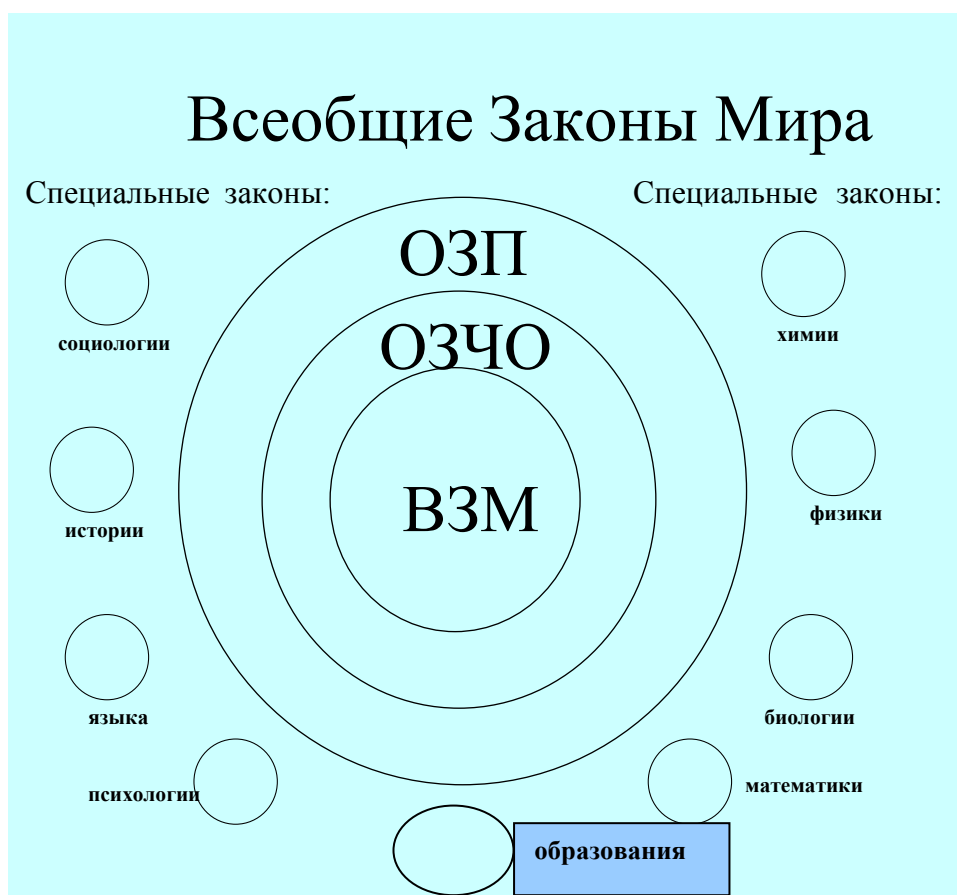 Всеобщие Законы Мира
Специальные законы:
Специальные законы:
ОЗП
ОЗЧО
ВЗМ
социологии
химии
истории
физики
языка
биологии
психологии
математики
образования